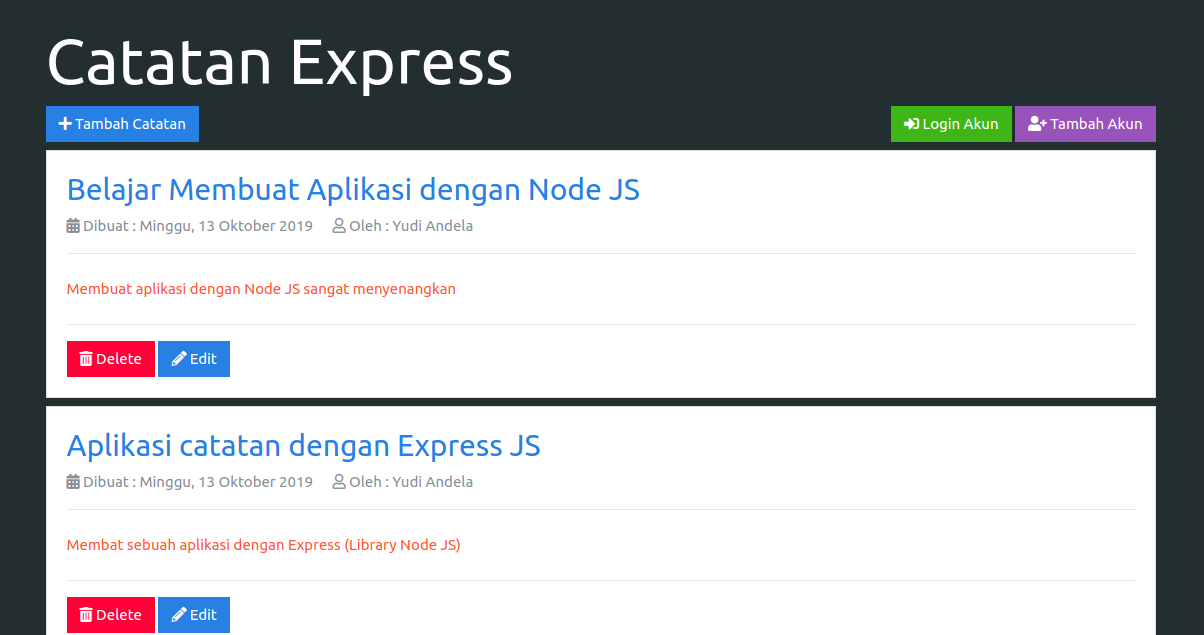 Catatan Express
Tambah Catatan
Login Akun
Tambah Akun
Belajar Membuat Aplikasi dengan Node JS
Dibuat : Minggu, 13 Oktober 2019 Oleh : Yudi Andela
Membuat aplikasi dengan Node JS sangat menyenangkan
Delete Edit
Aplikasi catatan dengan Express JS
Dibuat : Minggu, 13 Oktober 2019 Oleh : Yudi Andela
Membat sebuah aplikasi dengan Express (Library Node JS)
Delete Edit